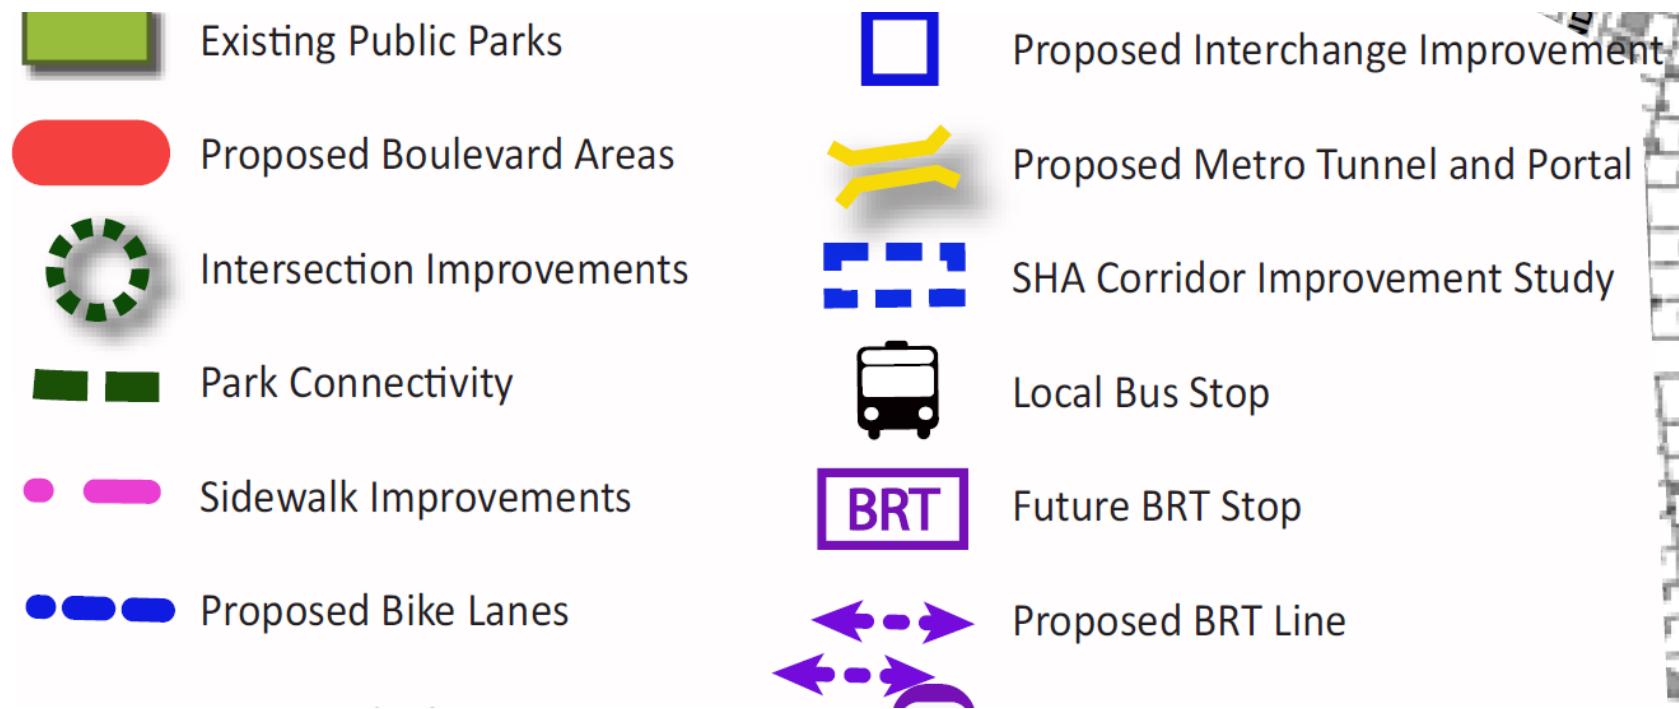 Existing Public Parks
Proposed Boulevard Areas
Intersection Improvements
Park Connectivity
Sidewalk Improvements
Proposed Bike Lanes
Proposed Interchange Improvement
Proposed Metro Tunnel and Portal
SHA Corridor Improvement Study
Local Bus Stop
BRT Future BRT Stop
Proposed BRT Line